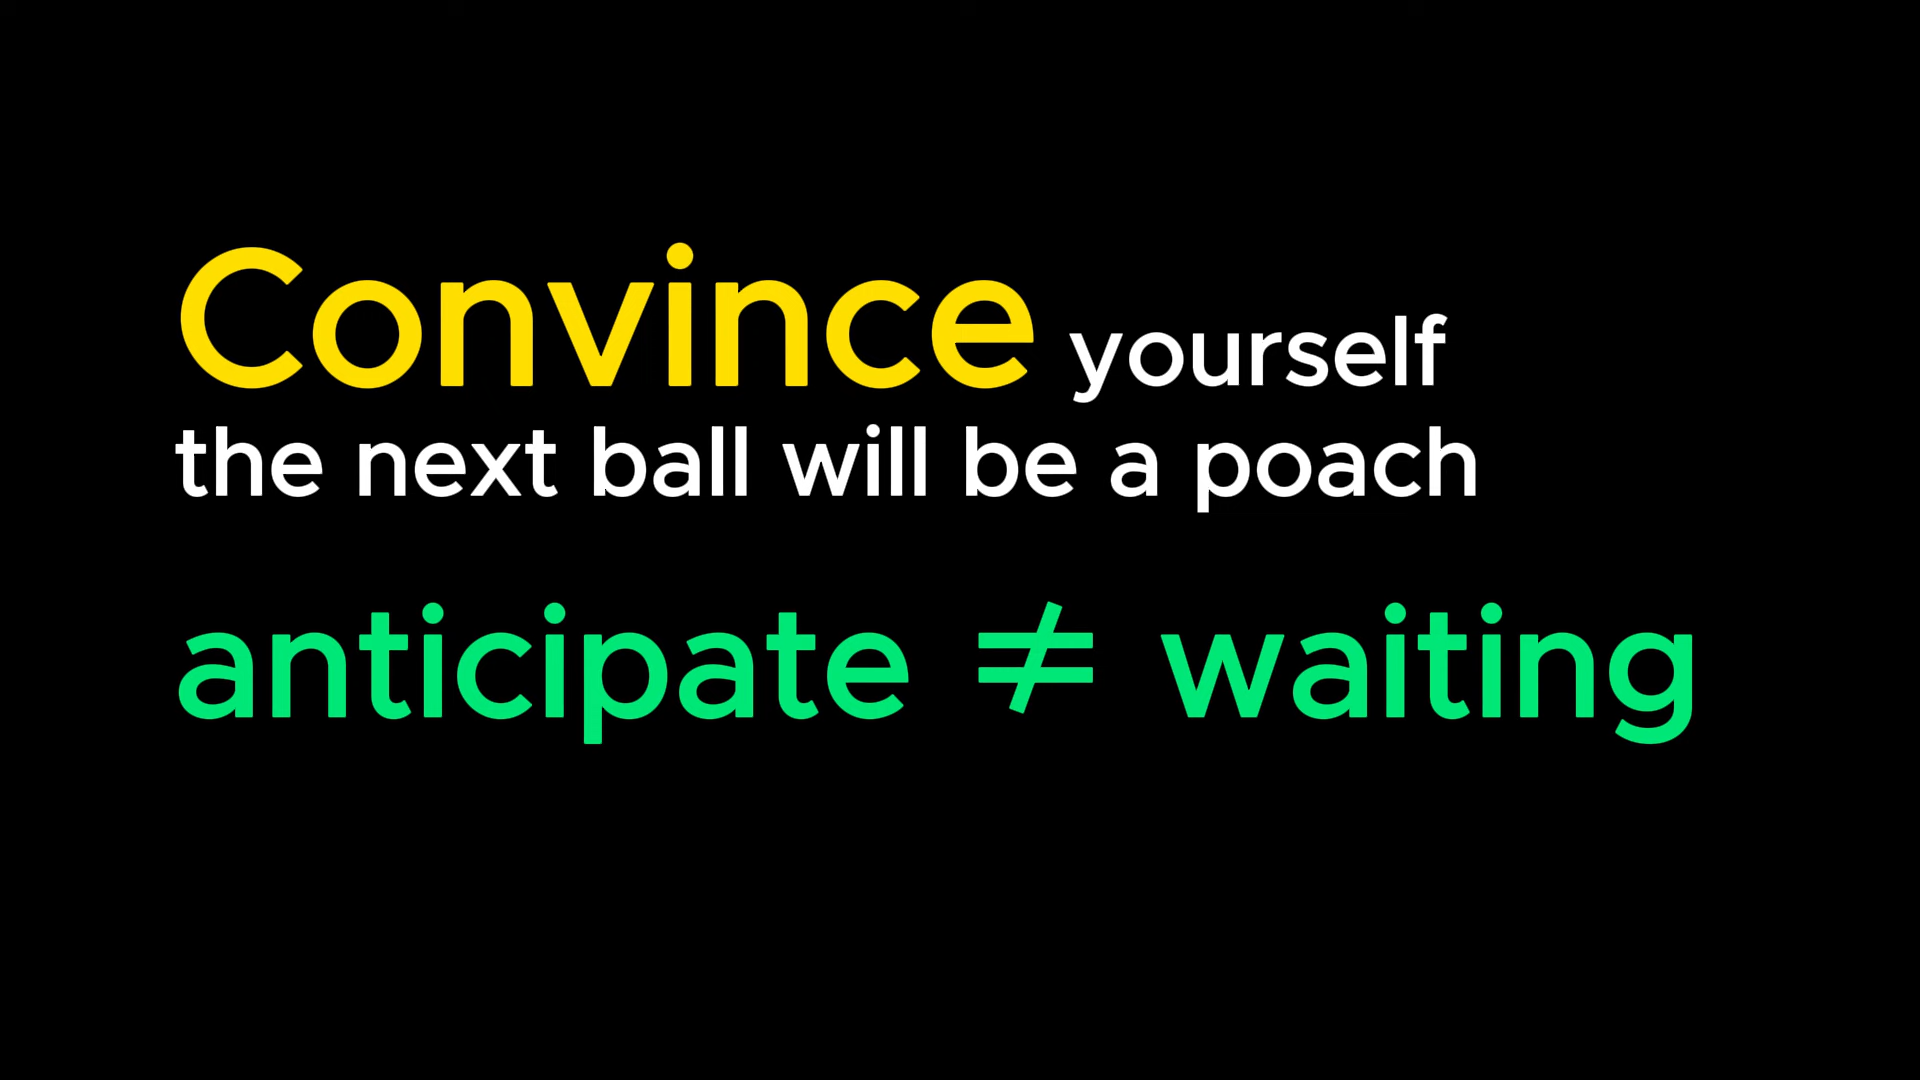 Convince yourself
the next ball will be a poach
anticipate ≠ waiting